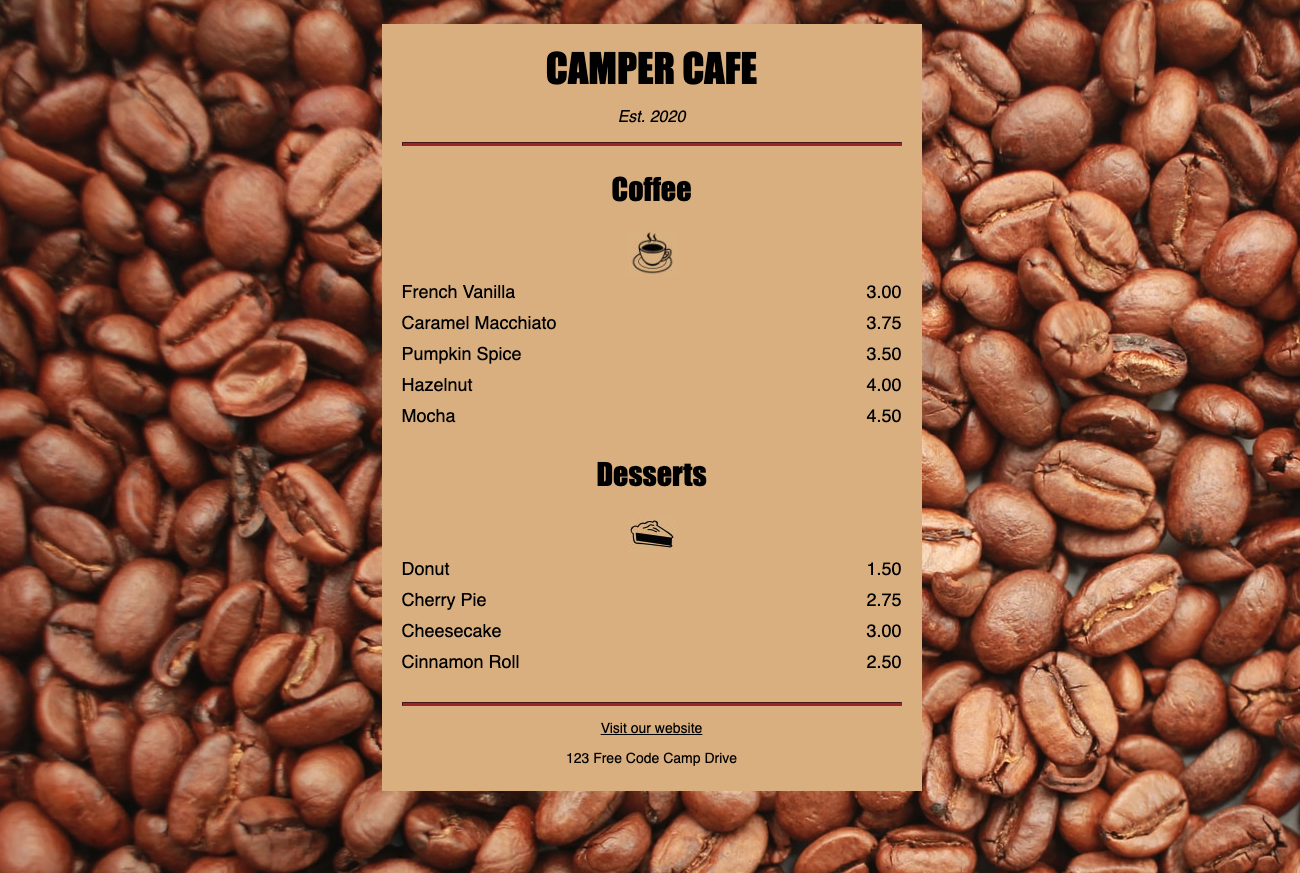 CAMPER CAFE
Est. 2020
Coffee
French Vanilla 3.00
Caramel Macchiato 3.75
Pumpkin Spice 3.50
Hazelnut 4.00
Mocha 4.50
Desserts
Donut 1.50
Cherry Pie 2.75
Cheesecake 3.00
Cinnamon Roll 2.50
Visit our website
123 Free Code Camp Drive